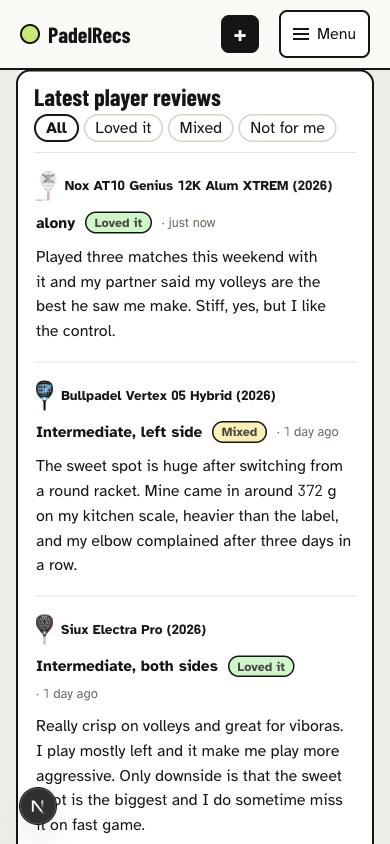 PadelRecs
+
Menu
Latest player reviews
All Loved it Mixed Not for me
Nox AT10 Genius 12K Alum XTREM (2026)
alony Loved it · just now
Played three matches this weekend with
it and my partner said my volleys are the
best he saw me make. Stiff, yes, but I like
the control.
Bullpadel Vertex 05 Hybrid (2026)
Intermediate, left side Mixed · 1 day ago
The sweet spot is huge after switching from
a round racket. Mine came in around 372 g
on my kitchen scale, heavier than the label,
and my elbow complained after three days in
a row.
Siux Electra Pro (2026)
Intermediate, both sides Loved it
· 1 day ago
Really crisp on volleys and great for viboras.
I play mostly left and it make me play more
aggressive. Only downside is that the sweet
is the biggest and I do sometime miss
N
it on fast game.